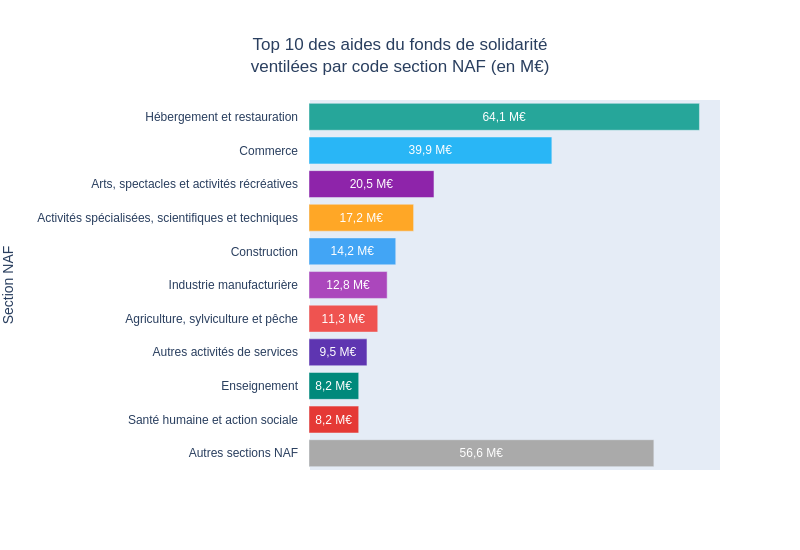 Top 10 des aides du fonds de solidarité
ventilées par code section NAF (en M€)
Section NAF
Hébergement et restauration 64,1 M€
Commerce 39,9 M€
Arts, spectacles et activités récréatives 20,5 M€
Activités spécialisées, scientifiques et techniques 17,2 M€
Construction 14,2 M€
Industrie manufacturière 12,8 M€
Agriculture, sylviculture et pêche 11,3 M€
Autres activités de services 9,5 M€
Enseignement 8,2 M€
Santé humaine et action sociale 8,2 M€
Autres sections NAF 56,6 M€